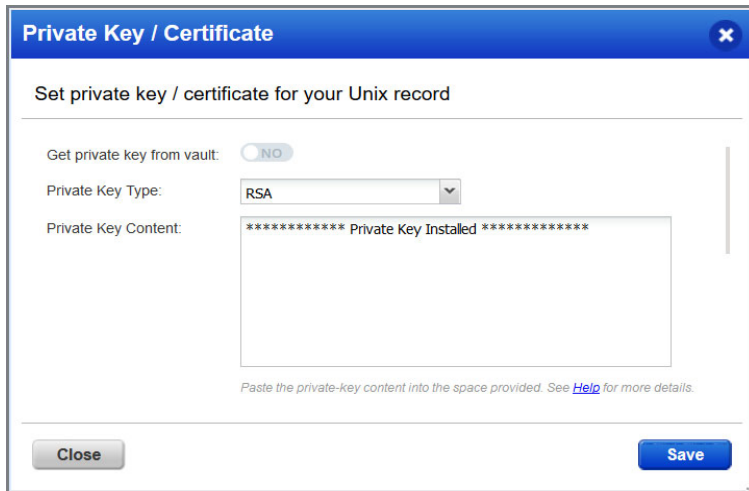 Private Key / Certificate
Set private key / certificate for your Unix record
Get private key from vault: NO
Private Key Type: RSA
Private Key Content: ************ Private Key Installed *************
Paste the private-key content into the space provided. See Help for more details.
Close Save